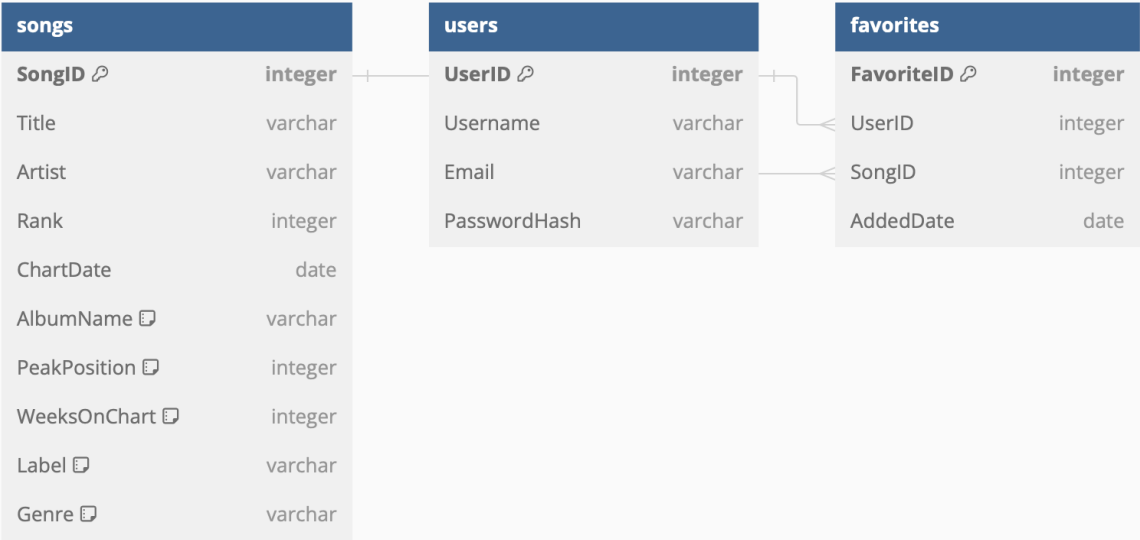 songs
SongID integer
Title varchar
Artist varchar
Rank integer
ChartDate date
AlbumName varchar
PeakPosition integer
WeeksOnChart integer
Label varchar
Genre varchar
users
UserID integer
Username varchar
Email varchar
PasswordHash varchar
favorites
FavoriteID integer
UserID integer
SongID integer
AddedDate date